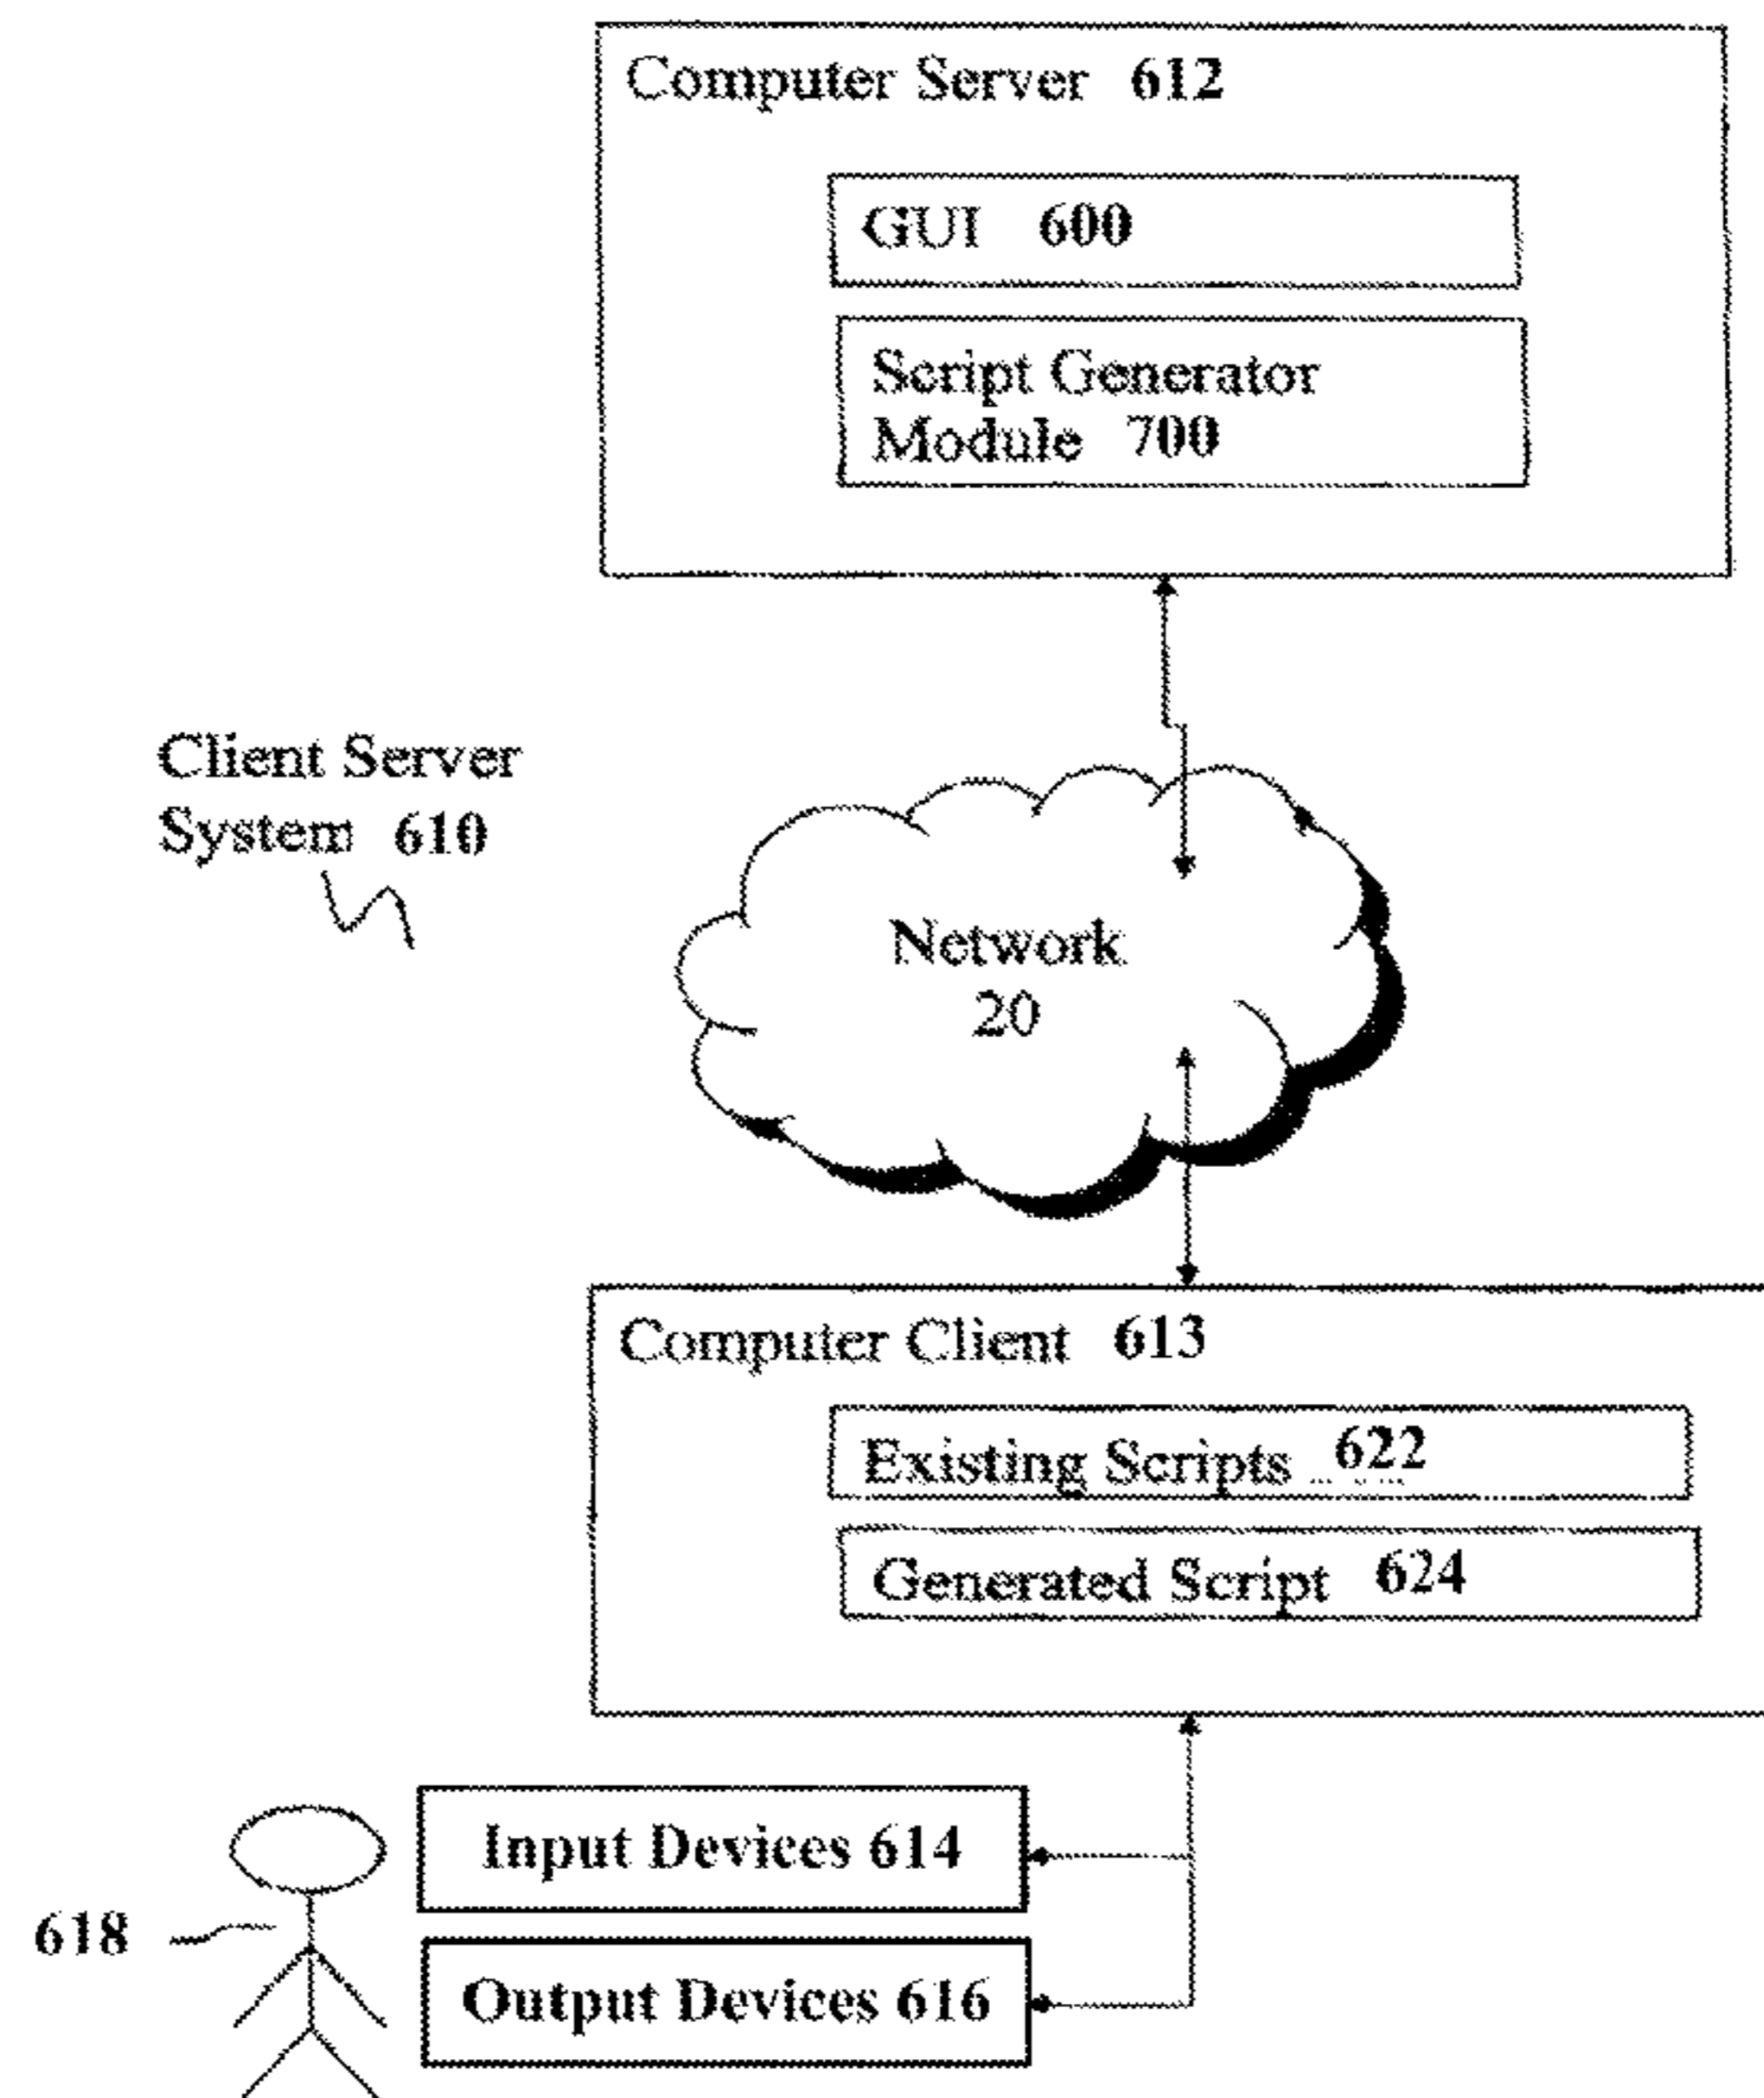 Computer Server 612
GUI 600
Script Generator
Module 700
Client Server
System 610
Network
20
Computer Client 613
Existing Scripts 622
Generated Script 624
Input Devices 614
618
Output Devices 616